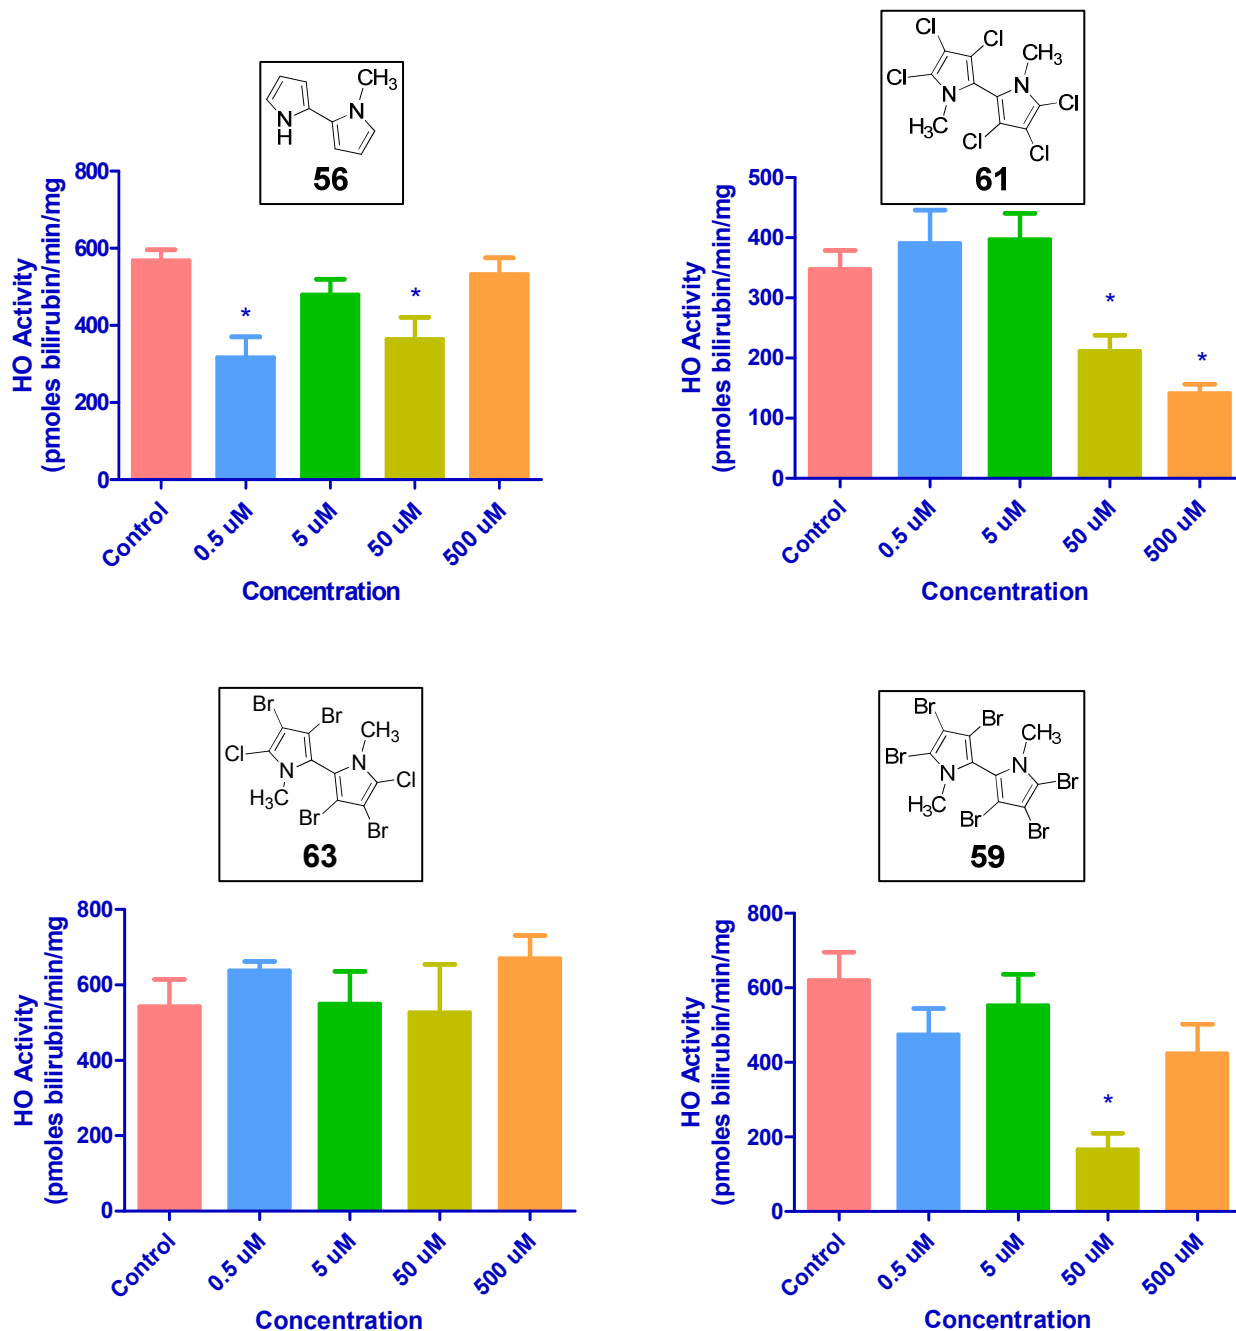 N
H
N
CH3
56
800
600
400
200
0
HO Activity
(pmoles bilirubin/min/mg
*
*
Control
0.5 uM
5 uM
50 uM
500 uM
Concentration
Cl
Cl
Cl
CH3
N
N
H3C
Cl
Cl
Cl
61
500
400
300
200
100
0
HO Activity
(pmoles bilirubin/min/mg
*
*
Control
0.5 uM
5 uM
50 uM
500 uM
Concentration
Br
Br
Cl
CH3
N
N
H3C
Cl
Br
Br
63
800
600
400
200
0
HO Activity
(pmoles bilirubin/min/mg
Control
0.5 uM
5 uM
50 uM
500 uM
Concentration
Br
Br
Br
CH3
N
N
H3C
Br
Br
Br
59
800
600
400
200
0
HO Activity
(pmoles bilirubin/min/mg
*
Control
0.5 uM
5 uM
50 uM
500 uM
Concentration